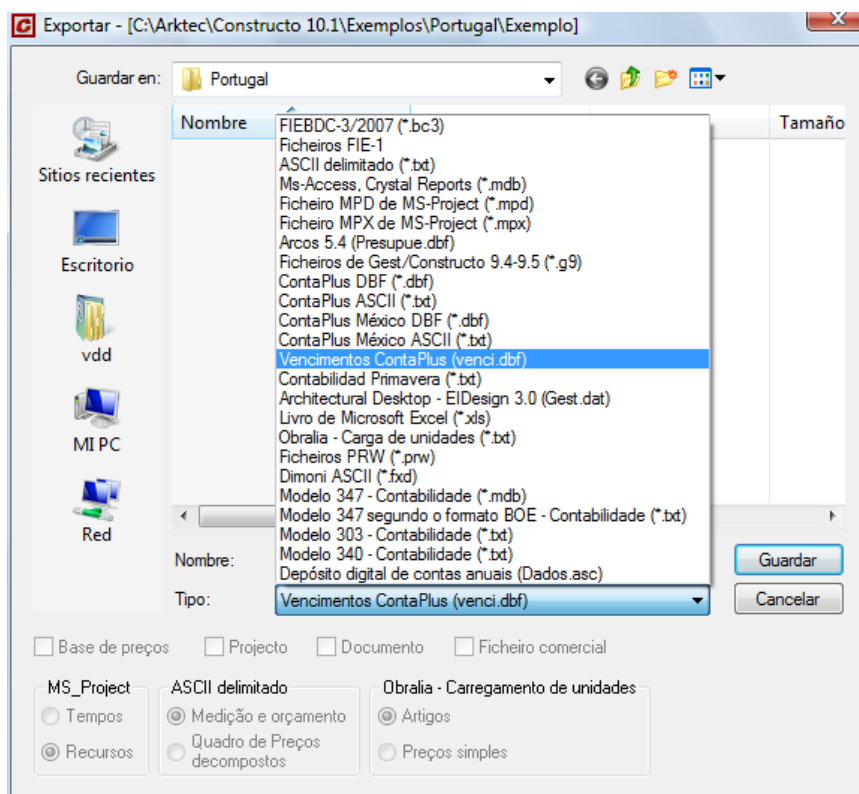 Exportar - [C:\Arktec\Constructo 10.1\Exemplos\Portugal\Exemplo]
Guardar en:
Portugal
Nombre
Tamaño
Sitios recientes
Escritorio
vdd
MI PC
Red
FIEBDC-3/2007 (*.bc3)
Ficheiros FIE-1
ASCII delimitado (*.txt)
Ms-Access, Crystal Reports (*.mdb)
Ficheiro MPD de MS-Project (*.mpd)
Ficheiro MPX de MS-Project (*.mpx)
Arcos 5.4 (Presupue.dbf)
Ficheiros de Gest/Constructo 9.4-9.5 (*.g9)
ContaPlus DBF (*.dbf)
ContaPlus ASCII (*.txt)
ContaPlus México DBF (*.dbf)
ContaPlus México ASCII (*.txt)
Vencimentos ContaPlus (venci.dbf)
Contabilidad Primavera (*.txt)
Architectural Desktop - EIDesign 3.0 (Gest.dat)
Livro de Microsoft Excel (*.xls)
Obralia - Carga de unidades (*.txt)
Ficheiros PRW (*.prw)
Dimoni ASCII (*.fxd)
Modelo 347 - Contabilidade (*.mdb)
Modelo 347 segundo o formato BOE - Contabilidade (*.txt)
Modelo 303 - Contabilidade (*.txt)
Modelo 340 - Contabilidade (*.txt)
Depósito digital de contas anuais (Dados.asc)
Nombre:
Guardar
Tipo:
Vencimentos ContaPlus (venci.dbf)
Cancelar
Base de preços
Projecto
Documento
Ficheiro comercial
MS_Project
Tempos
Recursos
ASCII delimitado
Medição e orçamento
Quadro de Preços
decompostos
Obralia - Carregamento de unidades
Artigos
Preços simples